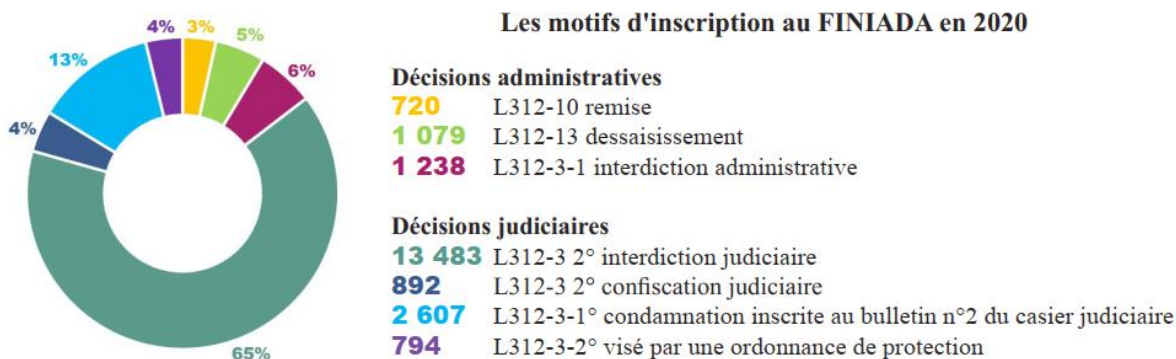 Les motifs d'inscription au FINIADA en 2020
4% 3%
5%
13%
6%
4%
65%
Décisions administratives
720 L312-10 remise
1 079 L312-13 dessaisissement
1 238 L312-3-1 interdiction administrative
Décisions judiciaires
13 483 L312-3 2° interdiction judiciaire
892 L312-3 2° confiscation judiciaire
2 607 L312-3-1° condamnation inscrite au bulletin n°2 du casier judiciaire
794 L312-3-2° visé par une ordonnance de protection